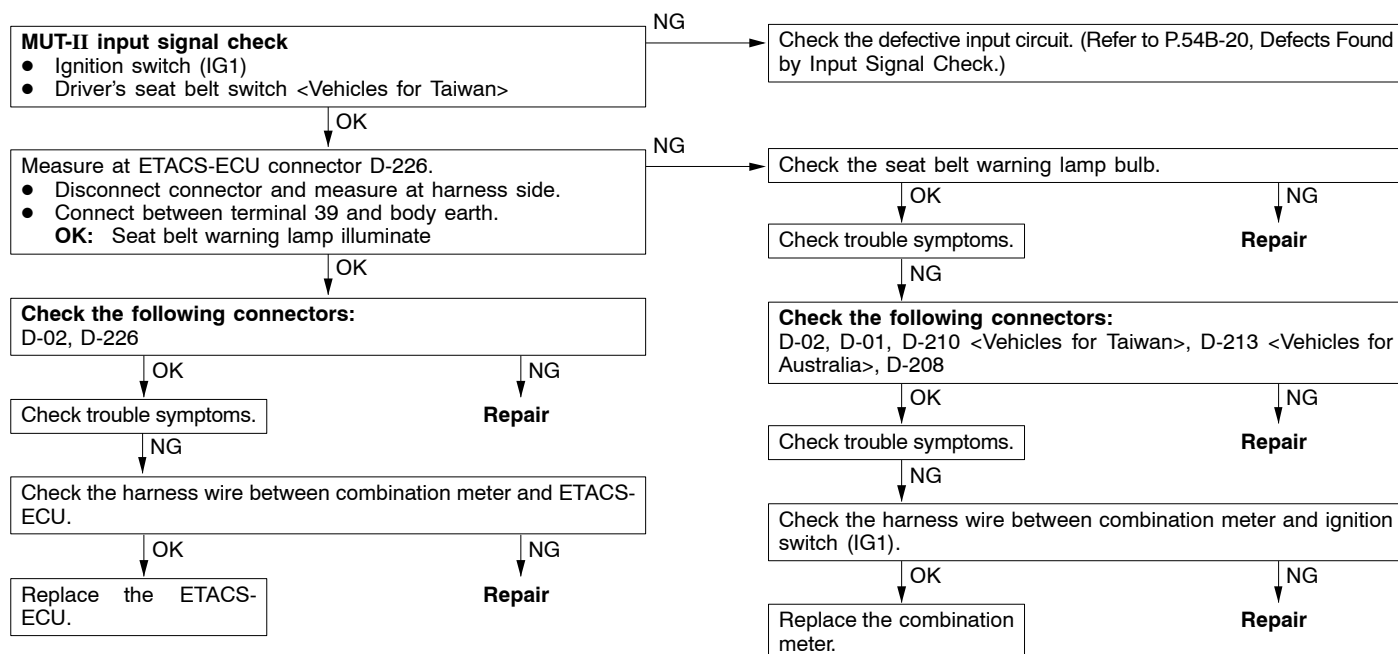 MUT-II input signal check
● Ignition switch (IG1)
● Driver's seat belt switch <Vehicles for Taiwan>
NG
Check the defective input circuit. (Refer to P.54B-20, Defects Found
by Input Signal Check.)
OK
Measure at ETACS-ECU connector D-226.
● Disconnect connector and measure at harness side.
● Connect between terminal 39 and body earth.
OK: Seat belt warning lamp illuminate
NG
Check the seat belt warning lamp bulb.
OK
NG
Check trouble symptoms.
Repair
NG
OK
Check the following connectors:
D-02, D-226
OK
NG
Check trouble symptoms.
Repair
NG
Check the following connectors:
D-02, D-01, D-210 <Vehicles for Taiwan>, D-213 <Vehicles for
Australia>, D-208
OK
NG
Check trouble symptoms.
Repair
NG
Check the harness wire between combination meter and ETACS-
ECU.
OK
NG
Replace the ETACS-
ECU.
Repair
Check the harness wire between combination meter and ignition
switch (IG1).
OK
NG
Replace the combination
meter.
Repair